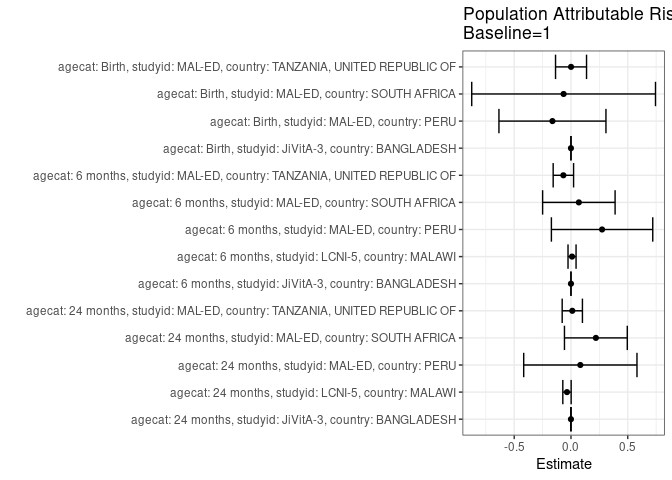 Population Attributable Ris
Baseline=1
agecat: Birth, studyid: MAL-ED, country: TANZANIA, UNITED REPUBLIC OF
agecat: Birth, studyid: MAL-ED, country: SOUTH AFRICA
agecat: Birth, studyid: MAL-ED, country: PERU
agecat: Birth, studyid: JiVitA-3, country: BANGLADESH
agecat: 6 months, studyid: MAL-ED, country: TANZANIA, UNITED REPUBLIC OF
agecat: 6 months, studyid: MAL-ED, country: SOUTH AFRICA
agecat: 6 months, studyid: MAL-ED, country: PERU
agecat: 6 months, studyid: LCNI-5, country: MALAWI
agecat: 6 months, studyid: JiVitA-3, country: BANGLADESH
agecat: 24 months, studyid: MAL-ED, country: TANZANIA, UNITED REPUBLIC OF
agecat: 24 months, studyid: MAL-ED, country: SOUTH AFRICA
agecat: 24 months, studyid: MAL-ED, country: PERU
agecat: 24 months, studyid: LCNI-5, country: MALAWI
agecat: 24 months, studyid: JiVitA-3, country: BANGLADESH
-0.5 0.0 0.5
Estimate